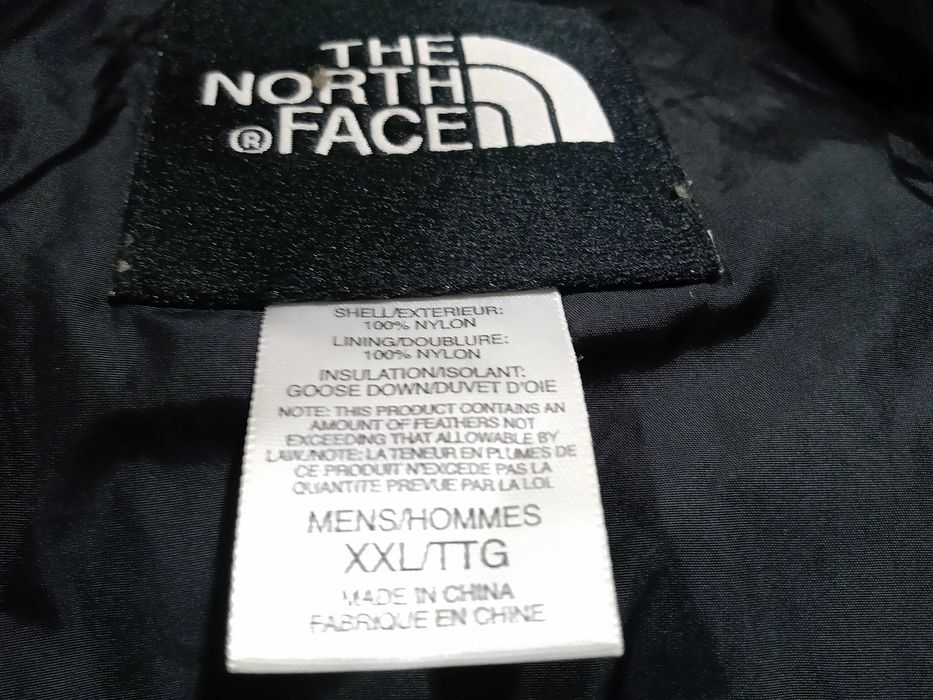 THE
NORTH
® FACE
SHELL/EXTERIEUR:
100% NYLON
LINING/DOUBLURE:
100% NYLON
INSULATION/ISOLANT:
GOOSE DOWN/DUVET D'OIE
NOTE: THIS PRODUCT CONTAINS AN
AMOUNT OF FEATHERS NOT
EXCEEDING THAT ALLOWABLE BY
LAW./NOTE: LA TENEUR EN PLUMES DE
CE PRODUIT N'EXCEDE PAS LA
QUANTITE PREVUE PAR LA LOI.
MENS/HOMMES
XXL/TTG
MADE IN CHINA
FABRIQUE EN CHINE